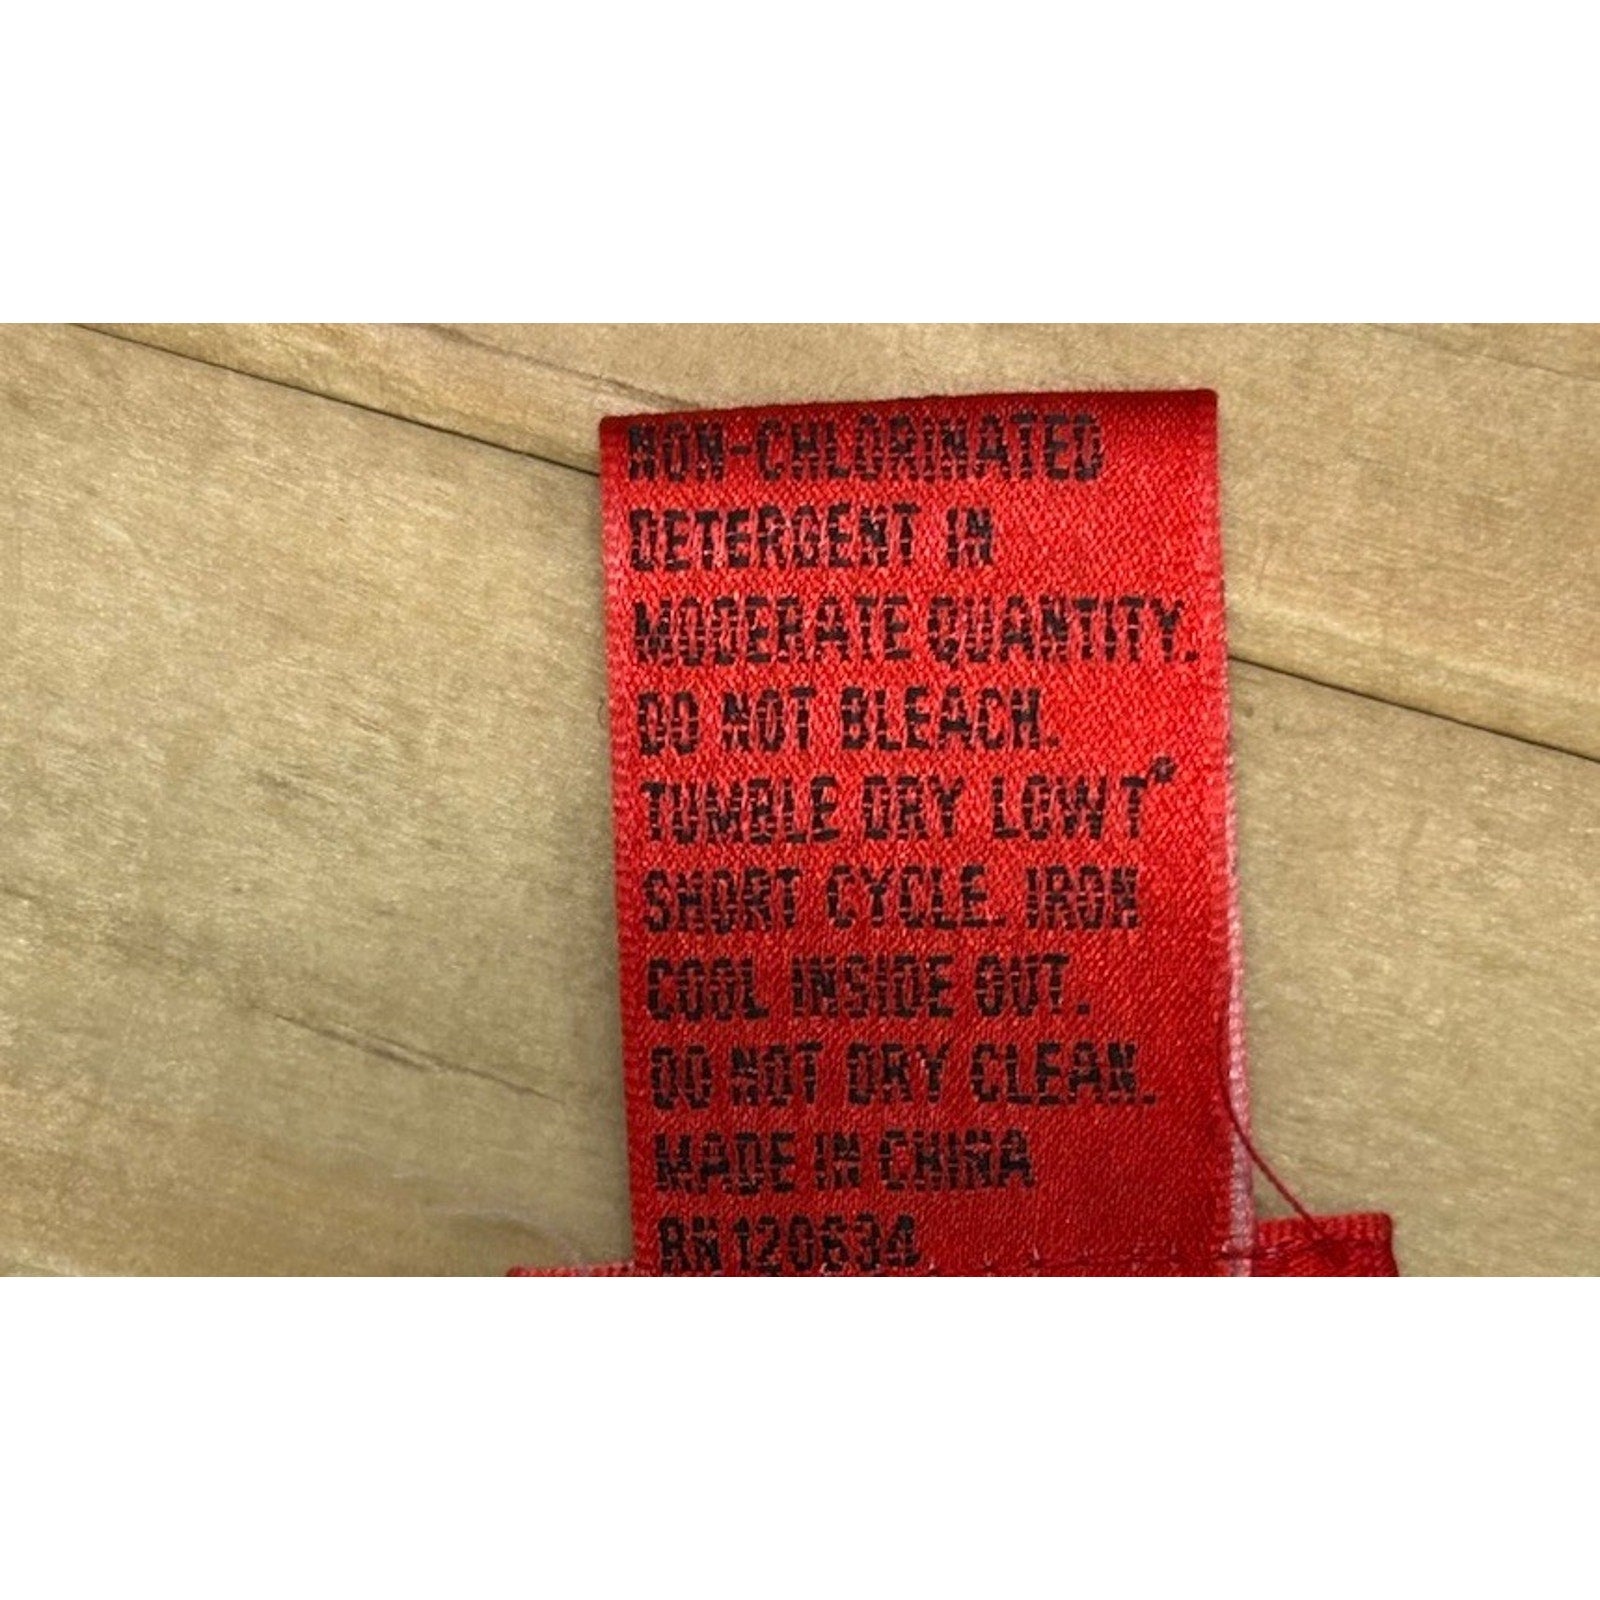 NON-CHLORINATED
DETERGENT IN
MODERATE QUANTITY.
DO NOT BLEACH.
TUMBLE DRY LOW T°
SHORT CYCLE. IRON
COOL INSIDE OUT.
DO NOT DRY CLEAN.
MADE IN CHINA
RN 120634